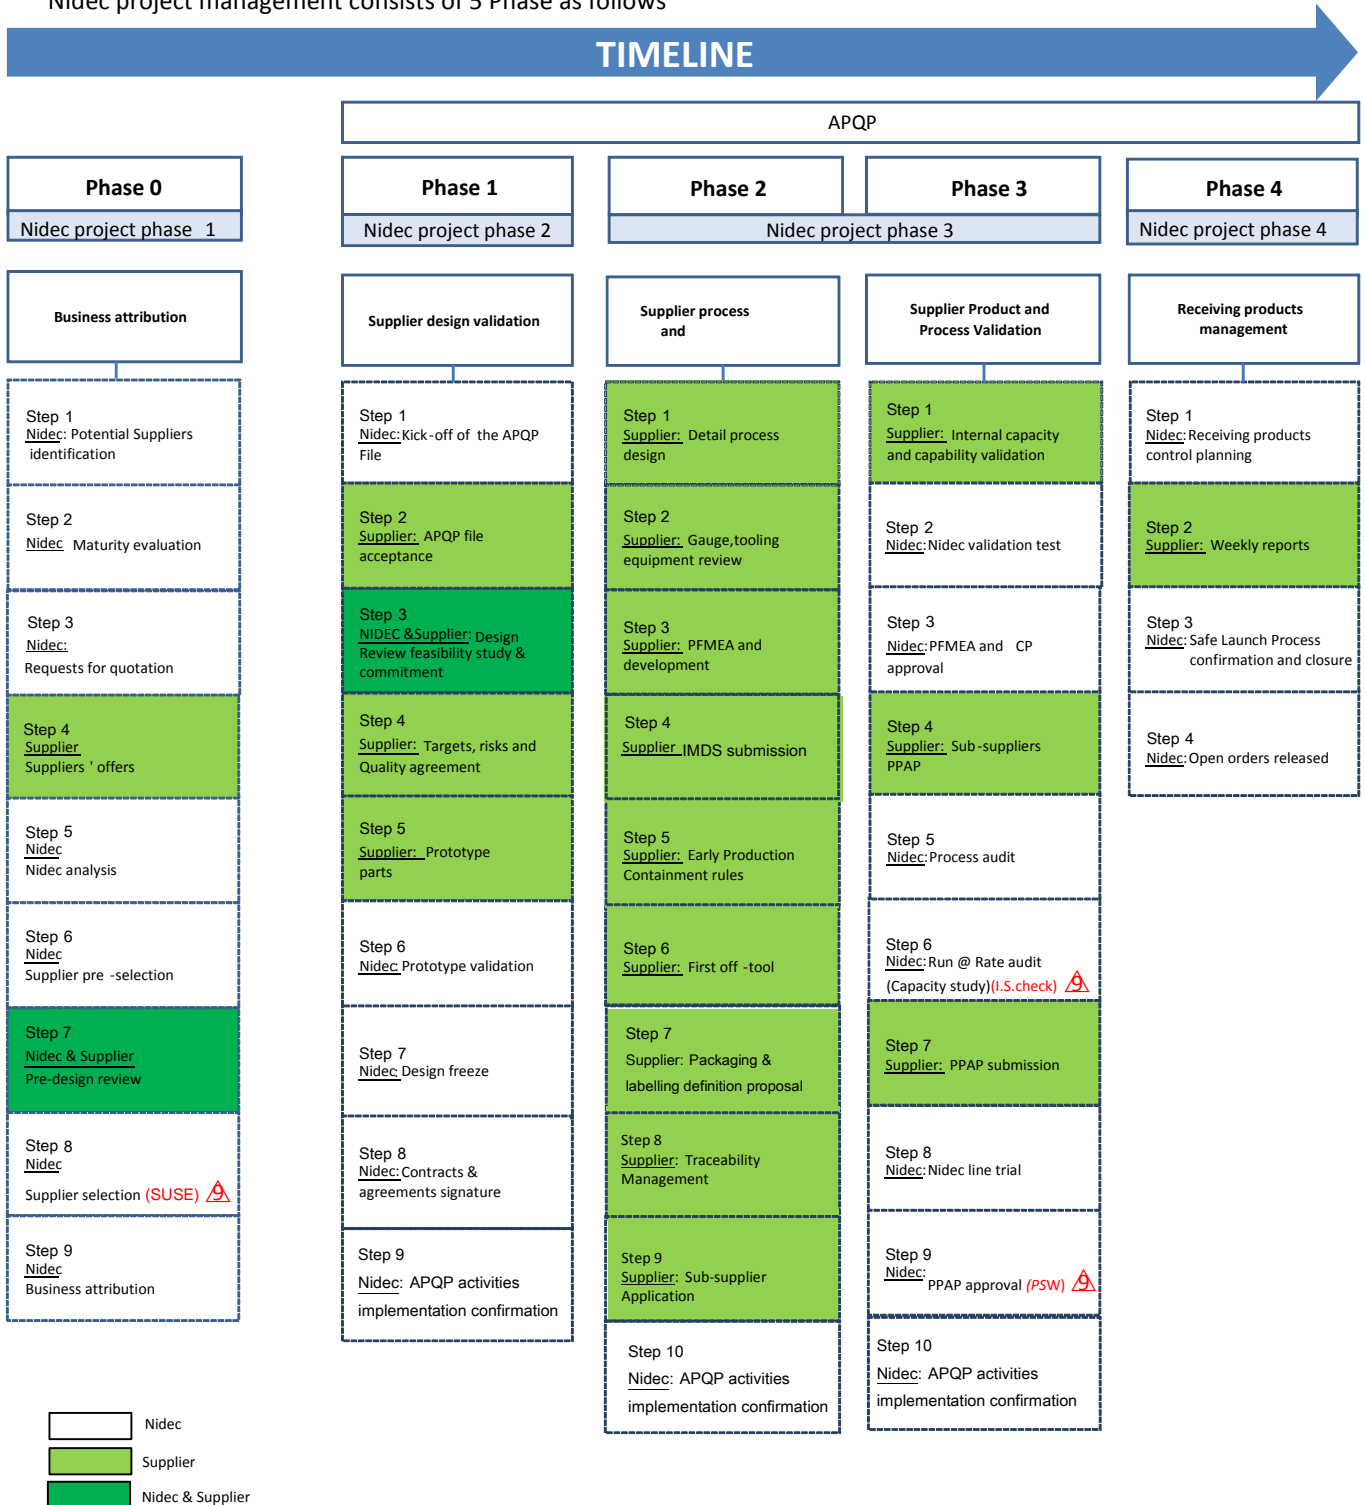 Nidec project management consists of 5 Phase as follows
TIMELINE
APQP
Phase 0
Nidec project phase 1
Phase 1
Nidec project phase 2
Phase 2
Phase 3
Nidec project phase 3
Phase 4
Nidec project phase 4
Business attribution
Step 1
Nidec: Potential Suppliers
identification
Step 2
Nidec Maturity evaluation
Step 3
Nidec:
Requests for quotation
Step 4
Supplier
Suppliers ' offers
Step 5
Nidec
Nidec analysis
Step 6
Nidec
Supplier pre -selection
Step 7
Nidec & Supplier
Pre-design review
Step 8
Nidec
Supplier selection (SUSE) 9
Step 9
Nidec
Business attribution
Supplier design validation
Step 1
Nidec: Kick-off of the APQP
File
Step 2
Supplier: APQP file
acceptance
Step 3
NIDEC &Supplier: Design
Review feasibility study &
commitment
Step 4
Supplier: Targets, risks and
Quality agreement
Step 5
Supplier: Prototype
parts
Step 6
Nidec: Prototype validation
Step 7
Nidec: Design freeze
Step 8
Nidec: Contracts &
agreements signature
Step 9
Nidec: APQP activities
implementation confirmation
Supplier process
and
Step 1
Supplier: Detail process
design
Step 2
Supplier: Gauge,tooling
equipment review
Step 3
Supplier: PFMEA and
development
Step 4
Supplier IMDS submission
Step 5
Supplier: Early Production
Containment rules
Step 6
Supplier: First off -tool
Step 7
Supplier: Packaging &
labelling definition proposal
Step 8
Supplier: Traceability
Management
Step 9
Supplier: Sub-supplier
Application
Step 10
Nidec: APQP activities
implementation confirmation
Supplier Product and
Process Validation
Step 1
Supplier: Internal capacity
and capability validation
Step 2
Nidec: Nidec validation test
Step 3
Nidec: PFMEA and CP
approval
Step 4
Supplier: Sub-suppliers
PPAP
Step 5
Nidec: Process audit
Step 6
Nidec: Run @ Rate audit
(Capacity study)(I.S.check) 9
Step 7
Supplier: PPAP submission
Step 8
Nidec: Nidec line trial
Step 9
Nidec:
PPAP approval (PSW) 9
Step 10
Nidec: APQP activities
implementation confirmation
Receiving products
management
Step 1
Nidec: Receiving products
control planning
Step 2
Supplier: Weekly reports
Step 3
Nidec: Safe Launch Process
confirmation and closure
Step 4
Nidec: Open orders released
Nidec
Supplier
Nidec & Supplier